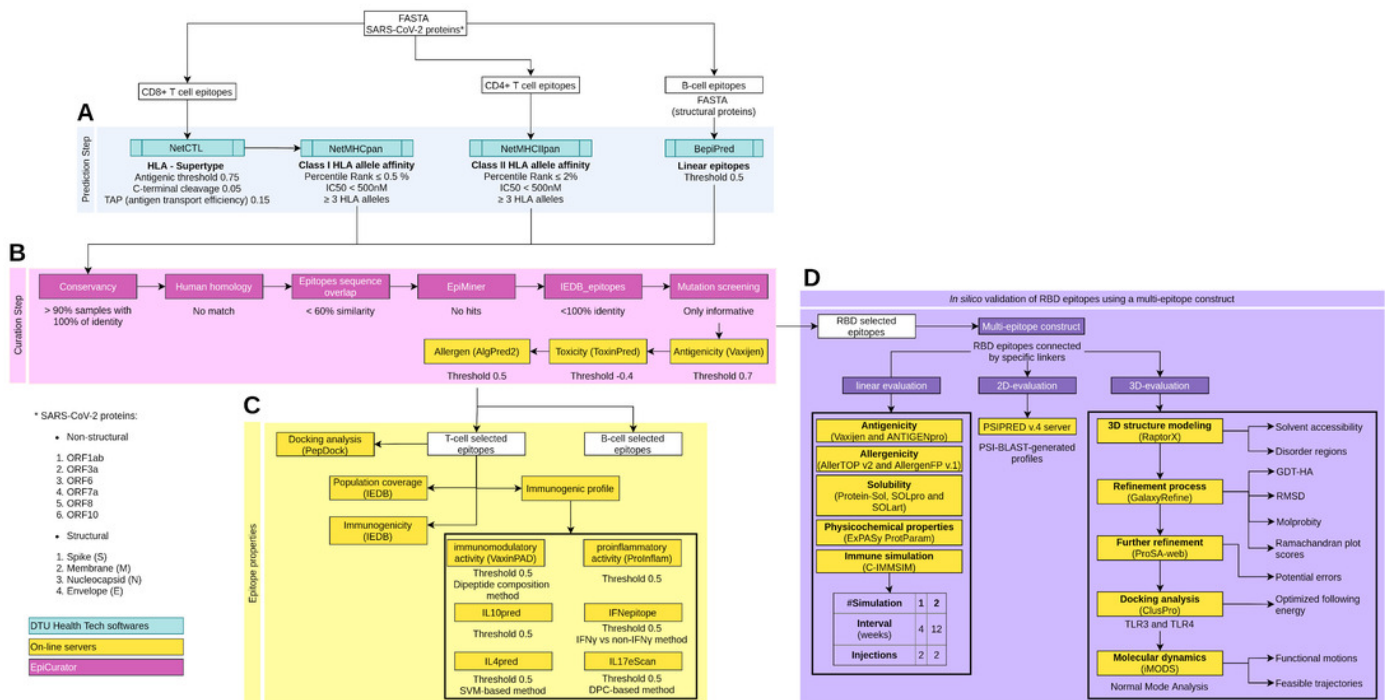 FASTA
SARS-CoV-2 proteins*
CD8+ T cell epitopes
CD4+ T cell epitopes
B-cell epitopes
FASTA
(structural proteins)
A
Prediction Step
NetCTL
HLA - Supertype
Antigenic threshold 0.75
C-terminal cleavage 0.05
TAP (antigen transport efficiency) 0.15
NetMHCpan
Class I HLA allele affinity
Percentile Rank ≤ 0.5 %
IC50 < 500nM
≥ 3 HLA alleles
NetMHCIIpan
Class II HLA allele affinity
Percentile Rank ≤ 2%
IC50 < 500nM
≥ 3 HLA alleles
BepiPred
Linear epitopes
Threshold 0.5
B
Curation Step
Conservancy
> 90% samples with
100% of identity
Human homology
No match
Epitopes sequence
overlap
< 60% similarity
EpiMiner
No hits
IEDB_epitopes
<100% identity
Mutation screening
Only informative
Allergen (AlgPred2)
Threshold 0.5
Toxicity (ToxinPred)
Threshold -0.4
Antigenicity (Vaxijen)
Threshold 0.7
* SARS-CoV-2 proteins:
• Non-structural
1. ORF1ab
2. ORF3a
3. ORF6
4. ORF7a
5. ORF8
6. ORF10
• Structural
1. Spike (S)
2. Membrane (M)
3. Nucleocapsid (N)
4. Envelope (E)
DTU Health Tech softwares
On-line servers
EpiCurator
C
Epitope properties
Docking analysis
(PepDock)
T-cell selected
epitopes
B-cell selected
epitopes
Population coverage
(IEDB)
Immunogenic profile
Immunogenicity
(IEDB)
immunomodulatory
activity (VaxinPAD)
Threshold 0.5
Dipeptide composition
method
proinflammatory
activity (ProInflam)
Threshold 0.5
IL10pred
Threshold 0.5
IFNepitope
Threshold 0.5
IFNγ vs non-IFNγ method
IL4pred
Threshold 0.5
SVM-based method
IL17eScan
Threshold 0.5
DPC-based method
D
In silico validation of RBD epitopes using a multi-epitope construct
RBD selected
epitopes
Multi-epitope construct
RBD epitopes connected
by specific linkers
linear evaluation
2D-evaluation
3D-evaluation
Antigenicity
(Vaxijen and ANTIGENpro)
Allergenicity
(AllerTOP v2 and AllergenFP v.1)
Solubility
(Protein-Sol, SOLpro and
SOLart)
Physicochemical properties
(ExPASy ProtParam)
Immune simulation
(C-IMMSIM)
#Simulation 1 2
Interval
(weeks) 4 12
Injections 2 2
PSIPRED v.4 server
PSI-BLAST-generated
profiles
3D structure modeling
(RaptorX)
Solvent accessibility
Disorder regions
Refinement process
(GalaxyRefine)
GDT-HA
RMSD
Molprobity
Ramachandran plot
scores
Further refinement
(ProSA-web)
Potential errors
Docking analysis
(ClusPro)
TLR3 and TLR4
Optimized following
energy
Molecular dynamics
(iMODS)
Normal Mode Analysis
Functional motions
Feasible trajectories